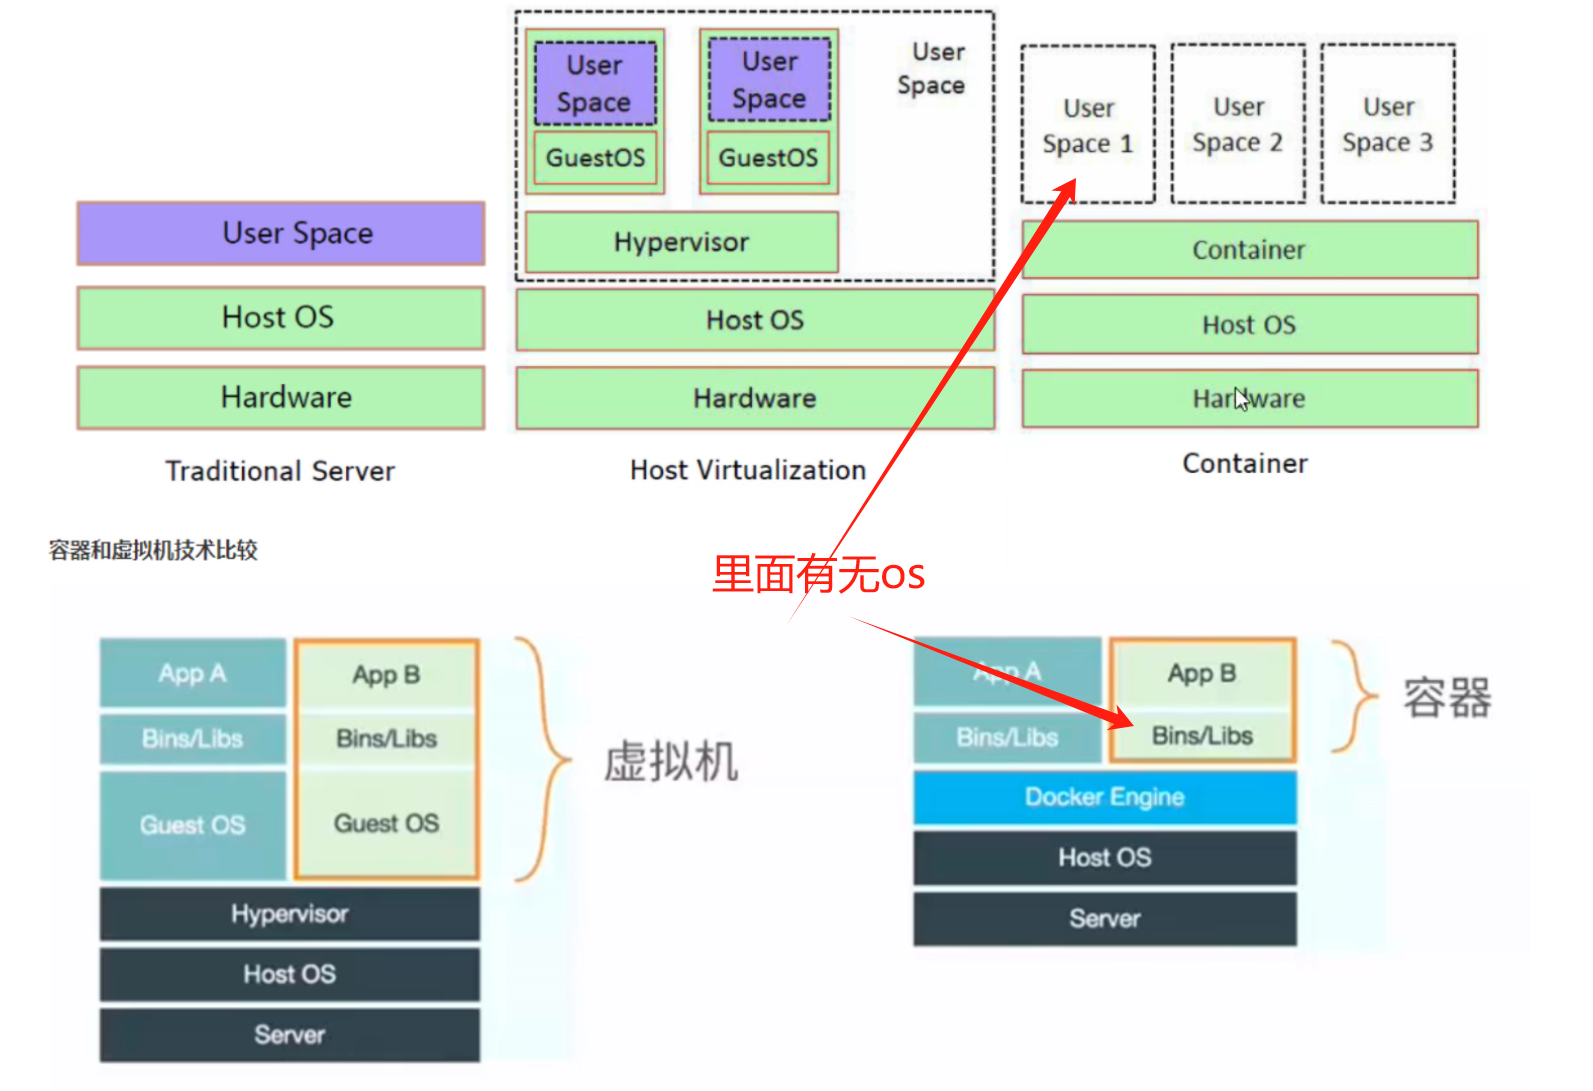 User
Space
GuestOS
User
Space
GuestOS
User
Space
Hypervisor
Host OS
Hardware
Host Virtualization
User Space
Host OS
Hardware
Traditional Server
User
Space 1
User
Space 2
User
Space 3
Container
Host OS
Hardware
Container
容器和虚拟机技术比较
里面有无os
App A
App B
Bins/Libs
Bins/Libs
Guest OS
Guest OS
虚拟机
Hypervisor
Host OS
Server
App A
App B
Bins/Libs
Bins/Libs
容器
Docker Engine
Host OS
Server